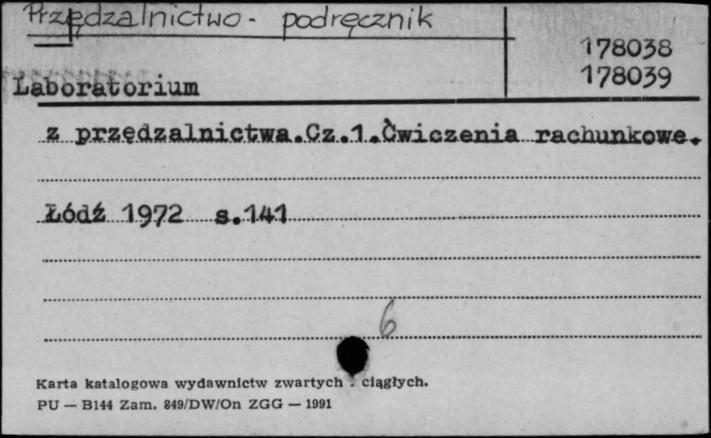 Przędzalnictwo - podręcznik
178038
178039
Laboratorium
z przędzalnictwa.Cz.1.Ćwiczenia rachunkowe.
Łódź 1972 s.141
6
Karta katalogowa wydawnictw zwartych i ciągłych.
PU — B144 Zam. 849/DW/On ZGG — 1991